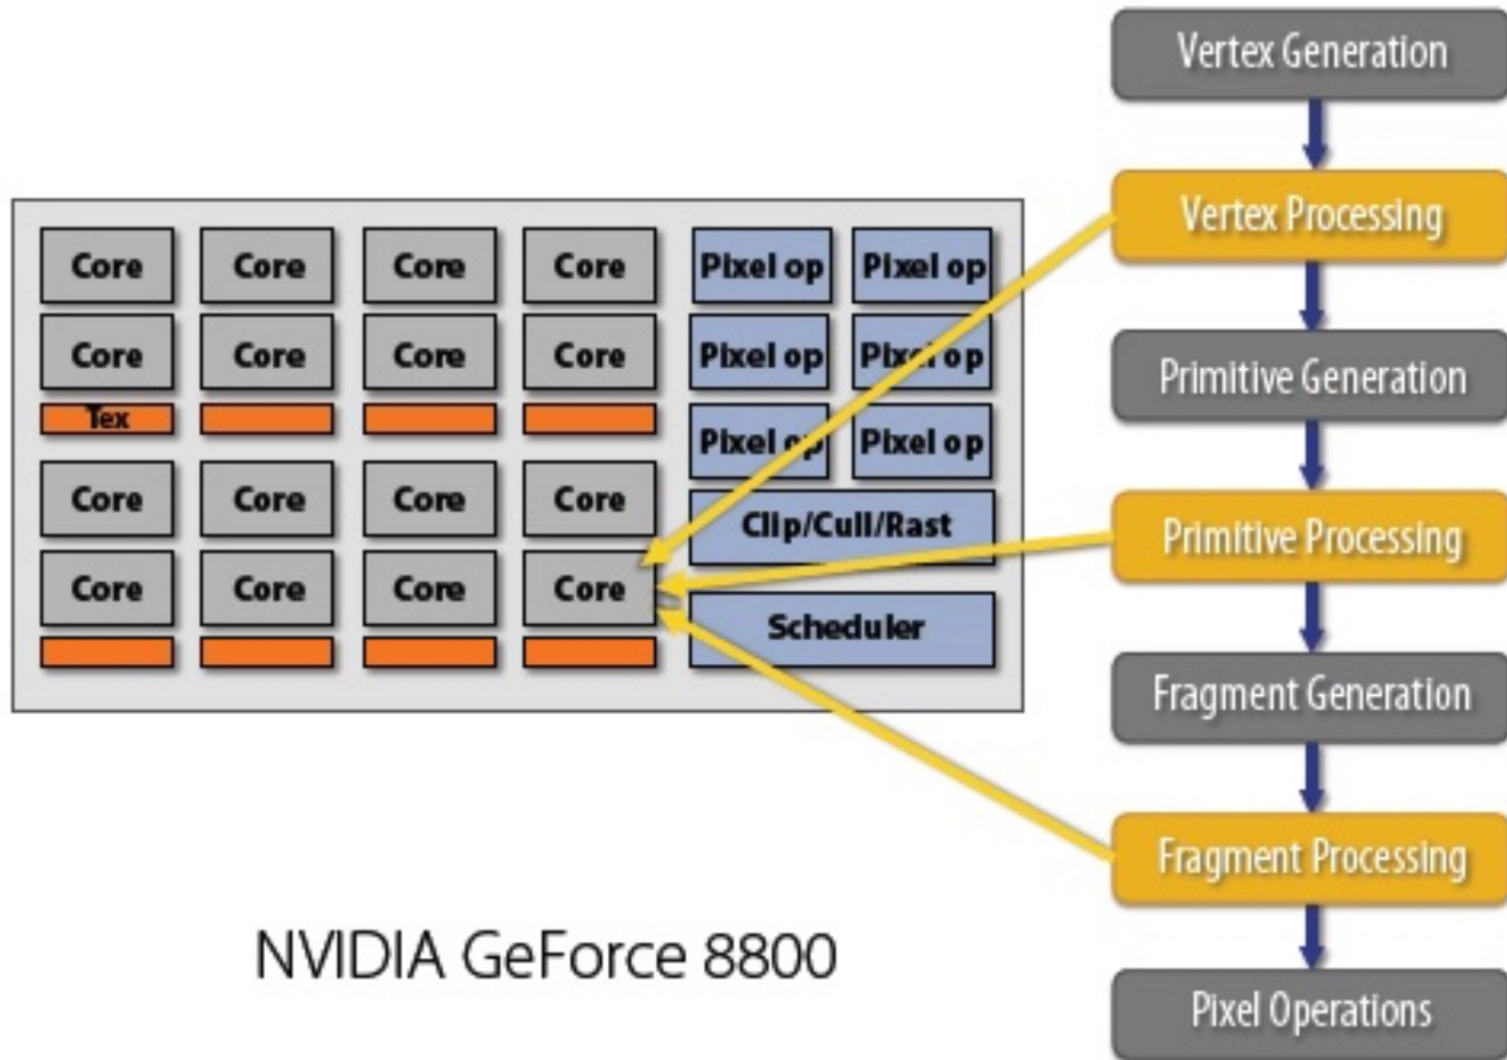 Vertex Generation
Vertex Processing
Primitive Generation
Primitive Processing
Fragment Generation
Fragment Processing
Pixel Operations
Core Core Core Core Pixel op Pixel op
Core Core Core Core Pixel op Pixel op
Tex
Pixel op Pixel op
Core Core Core Core
Clip/Cull/Rast
Core Core Core Core
Scheduler
NVIDIA GeForce 8800